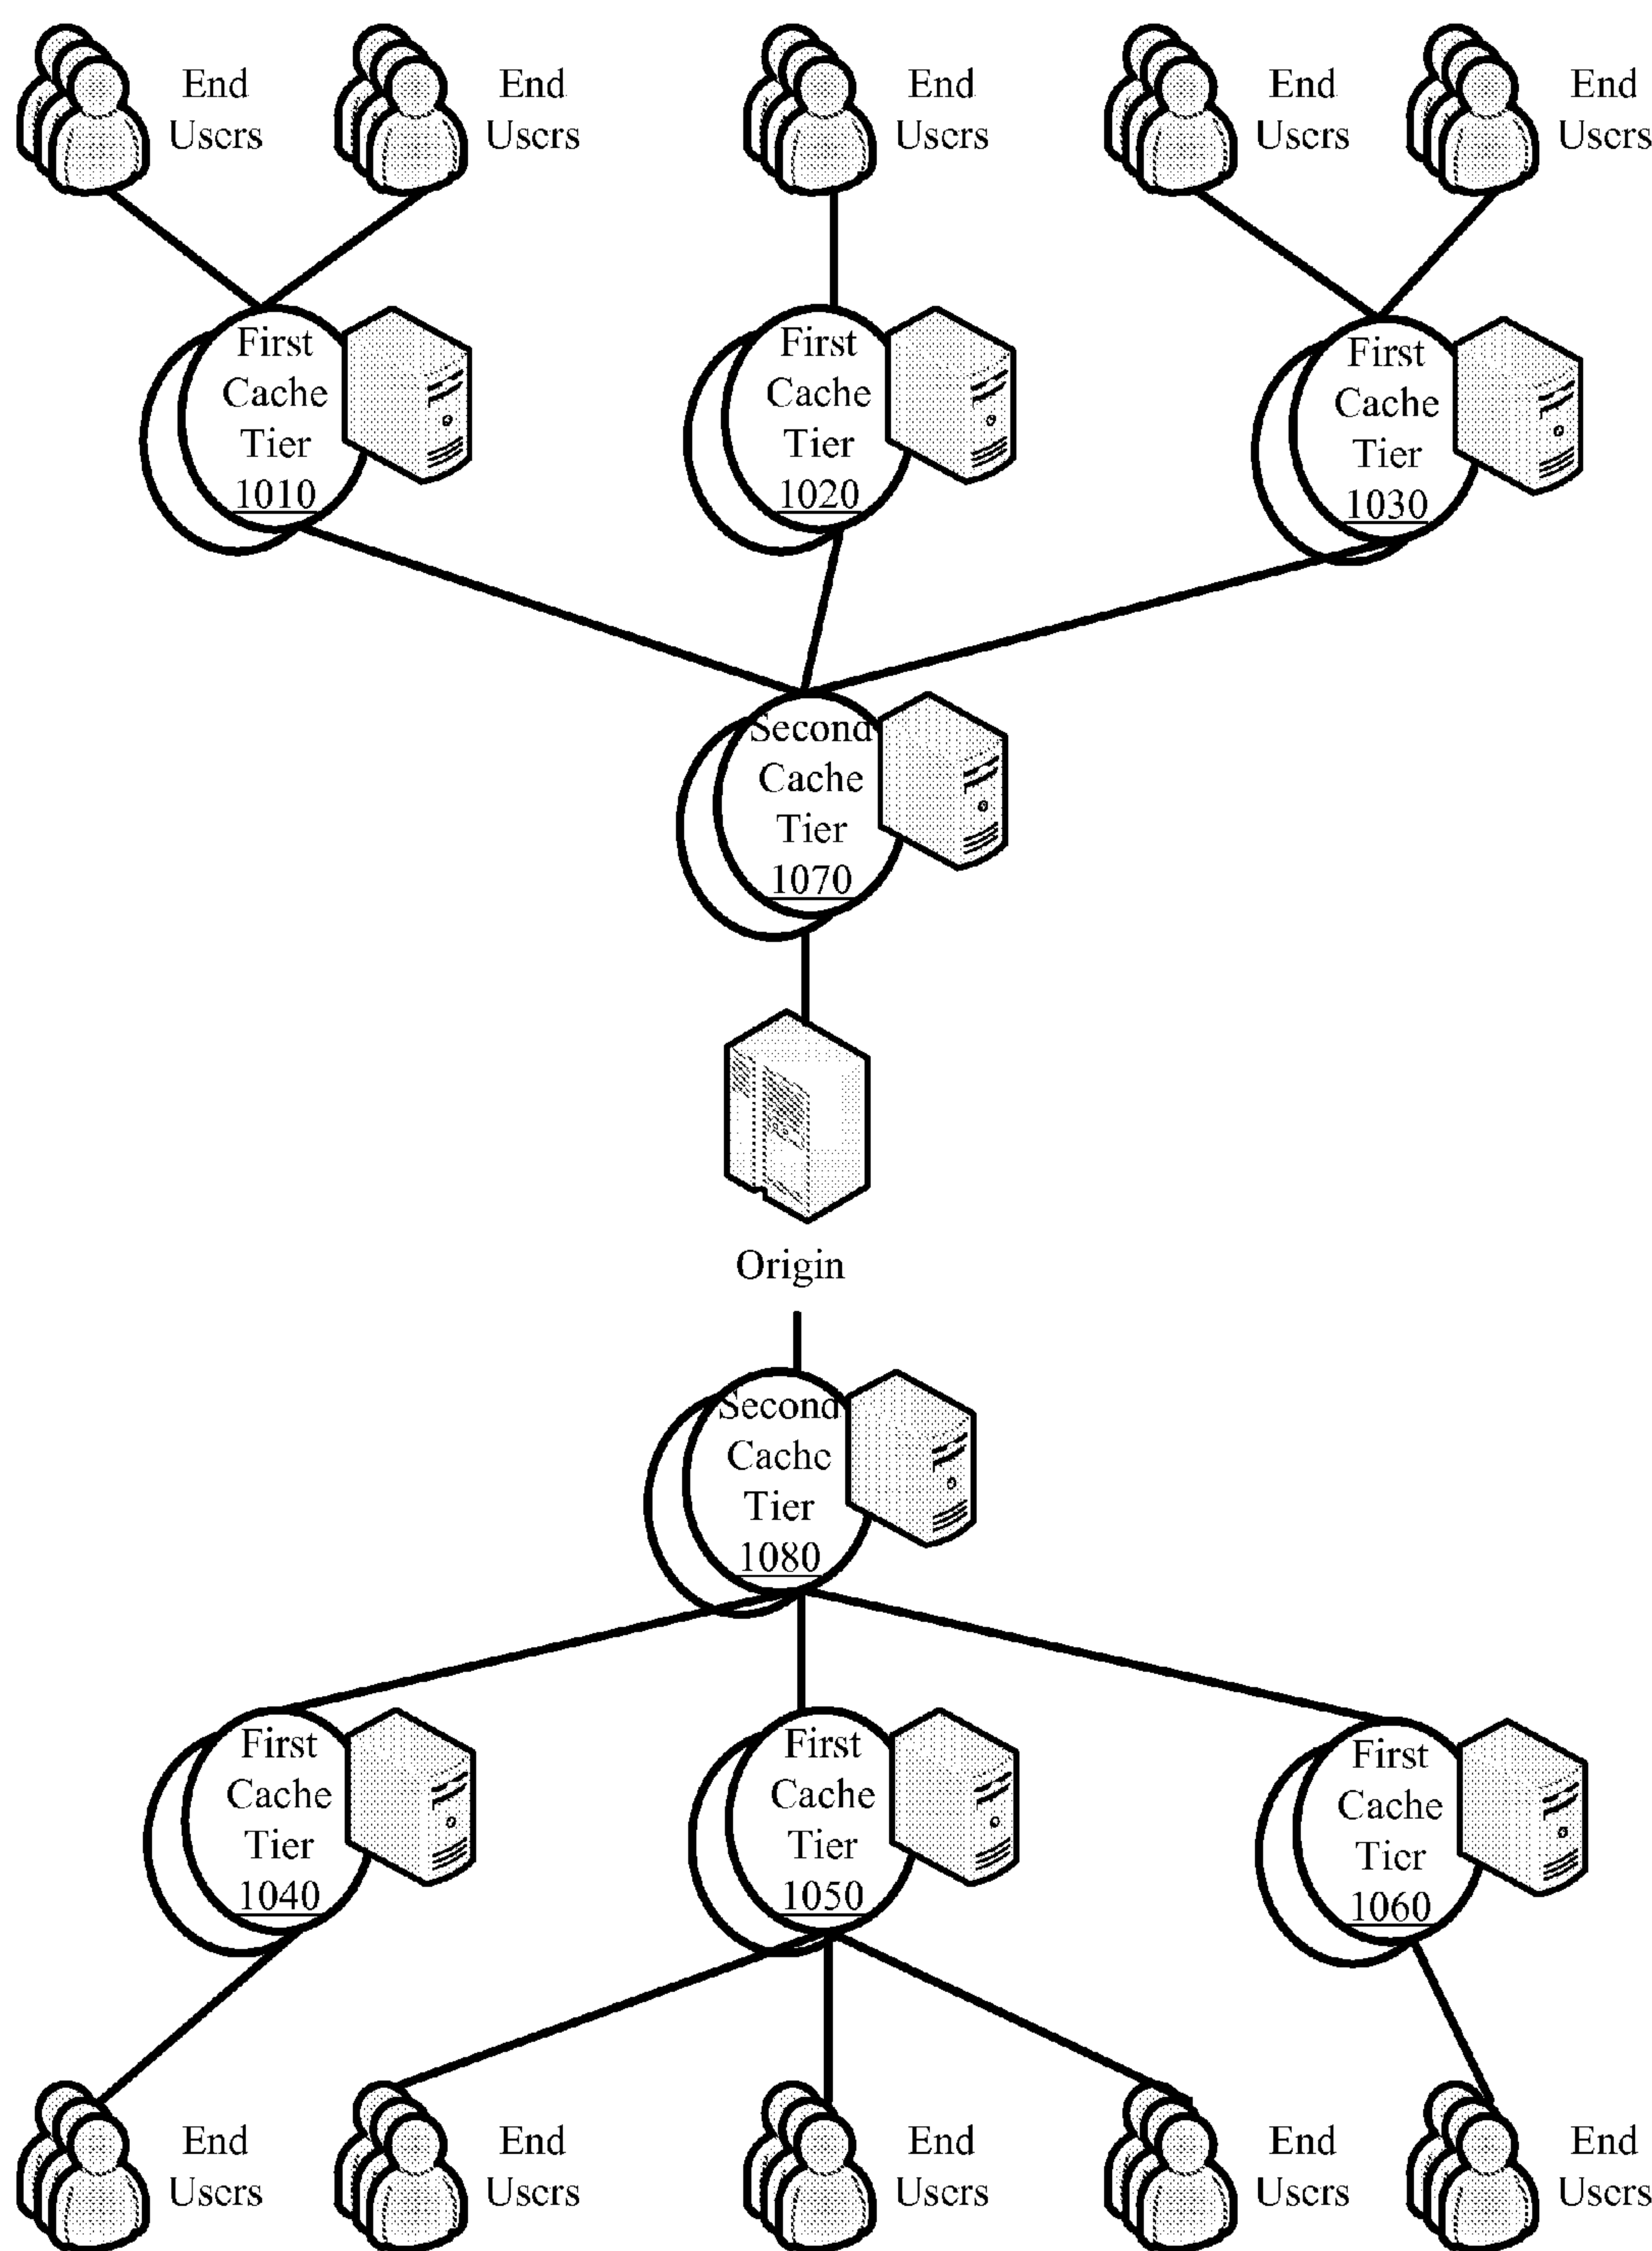 End
Users
End
Users
End
Users
End
Users
End
Users
First
Cache
Tier
1010
First
Cache
Tier
1020
First
Cache
Tier
1030
Second
Cache
Tier
1070
Origin
Second
Cache
Tier
1080
First
Cache
Tier
1040
First
Cache
Tier
1050
First
Cache
Tier
1060
End
Users
End
Users
End
Users
End
Users
End
Users